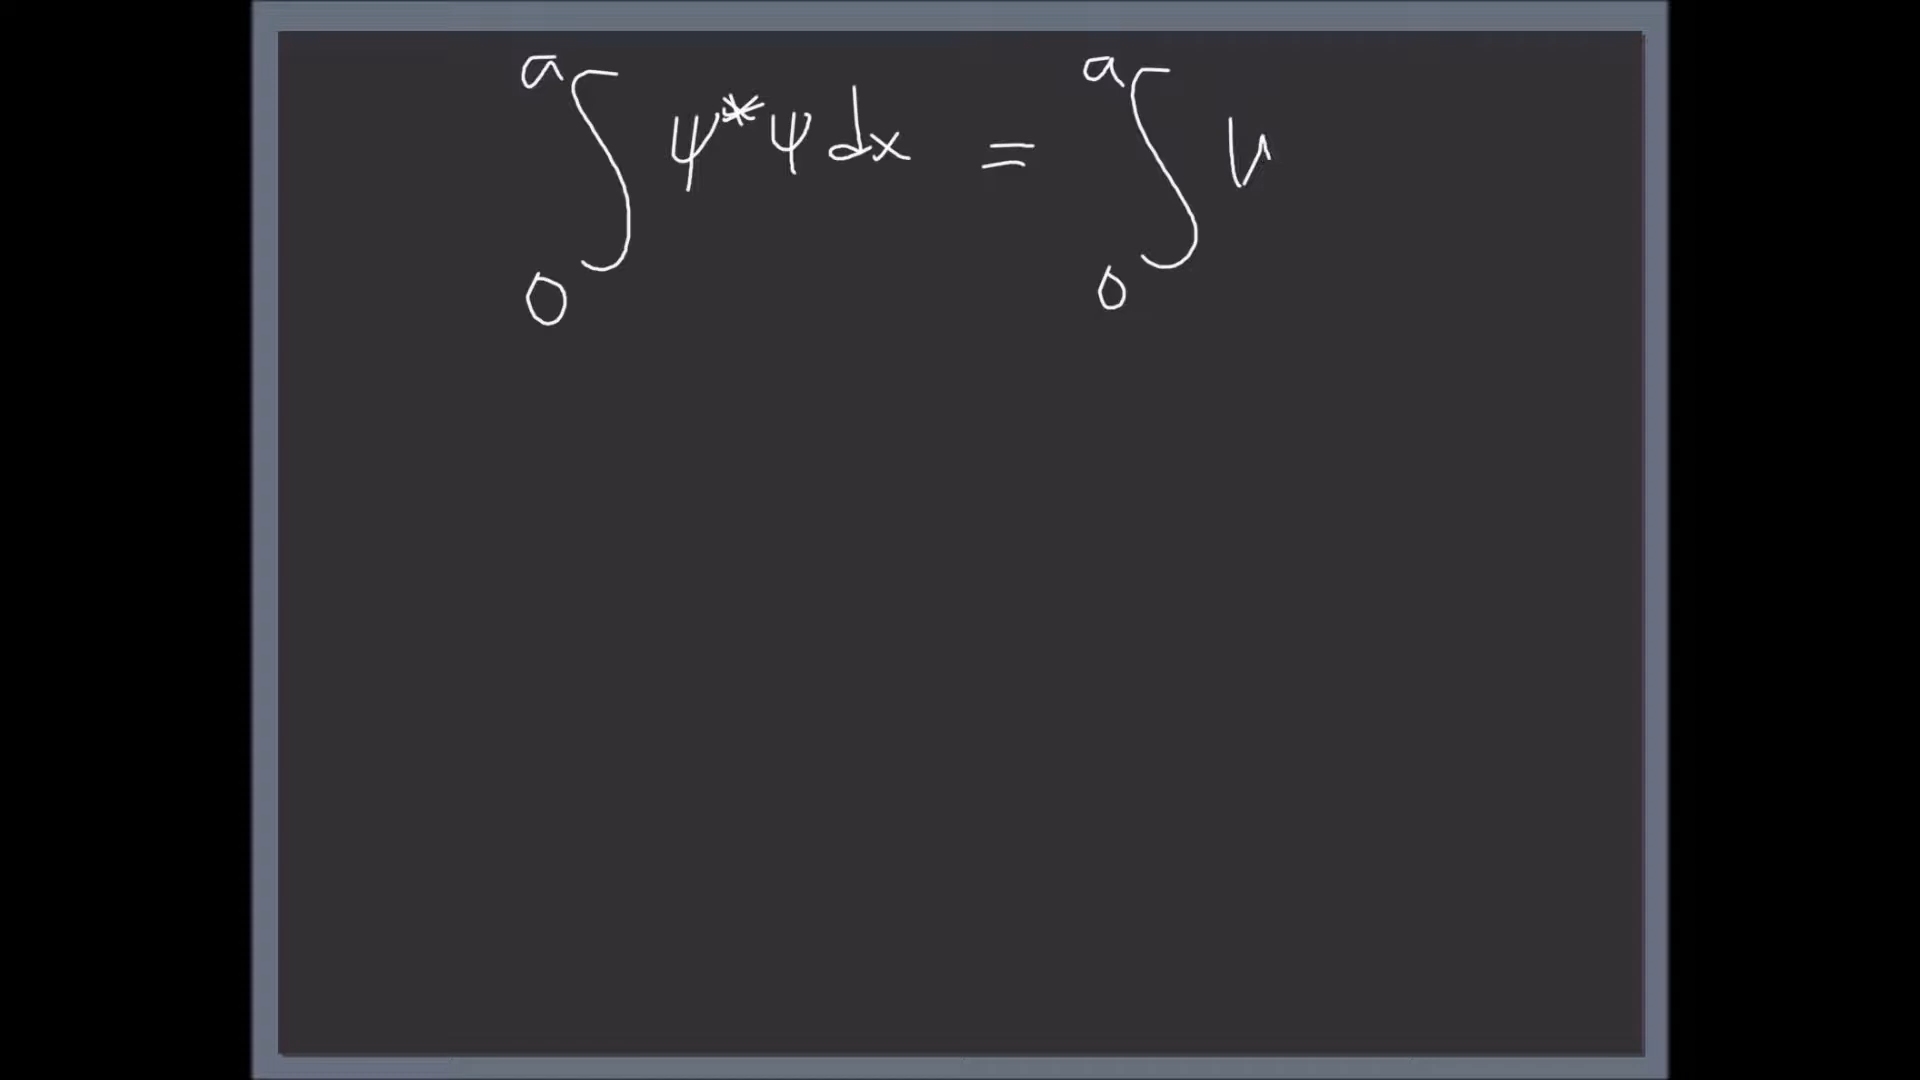 ∫₀ᵃ ψ*ψ dx = ∫₀ᵃ